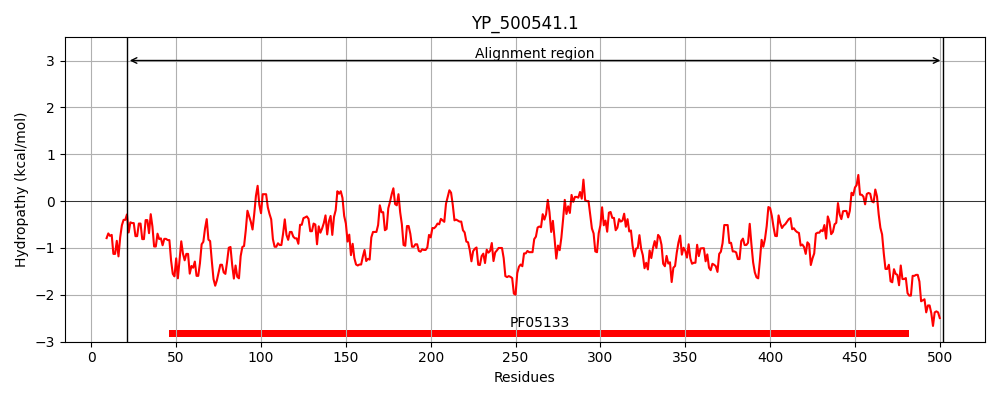 YP_500541.1
Alignment region
3
2
1
0
−1
−2
−3
Hydropathy (kcal/mol)
PF05133
0 50 100 150 200 250 300 350 400 450 500
Residues